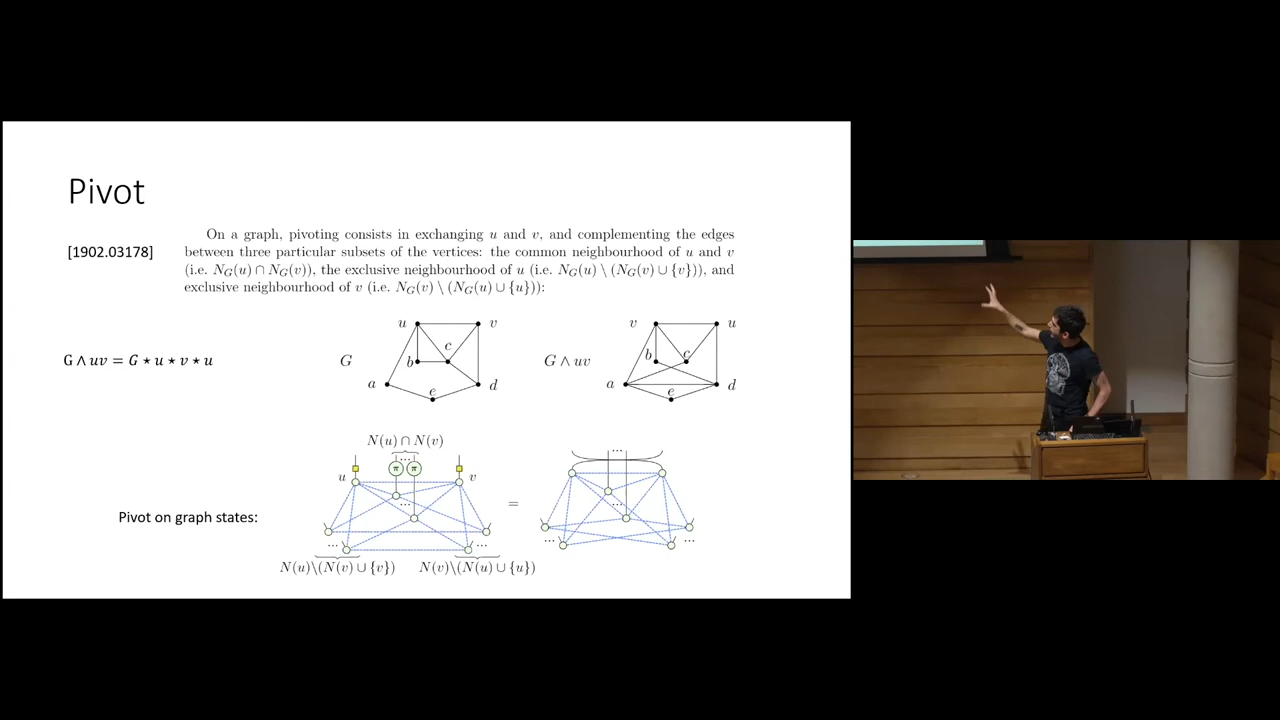 Pivot
[1902.03178]
On a graph, pivoting consists in exchanging u and v, and complementing the edges
between three particular subsets of the vertices: the common neighbourhood of u and v
(i.e. N_G(u) ∩ N_G(v)), the exclusive neighbourhood of u (i.e. N_G(u) \ (N_G(v) ∪ {v})), and
exclusive neighbourhood of v (i.e. N_G(v) \ (N_G(u) ∪ {u})):
G ∧ uv = G ⋆ u ⋆ v ⋆ u
G
u v
c
b
a
e
d
G ∧ uv
v u
b c
a
e
d
N(u) ∩ N(v)
...
π π
u v
...
... ...
N(u)\(N(v) ∪ {v}) N(v)\(N(u) ∪ {u})
=
...
...
... ...
Pivot on graph states: